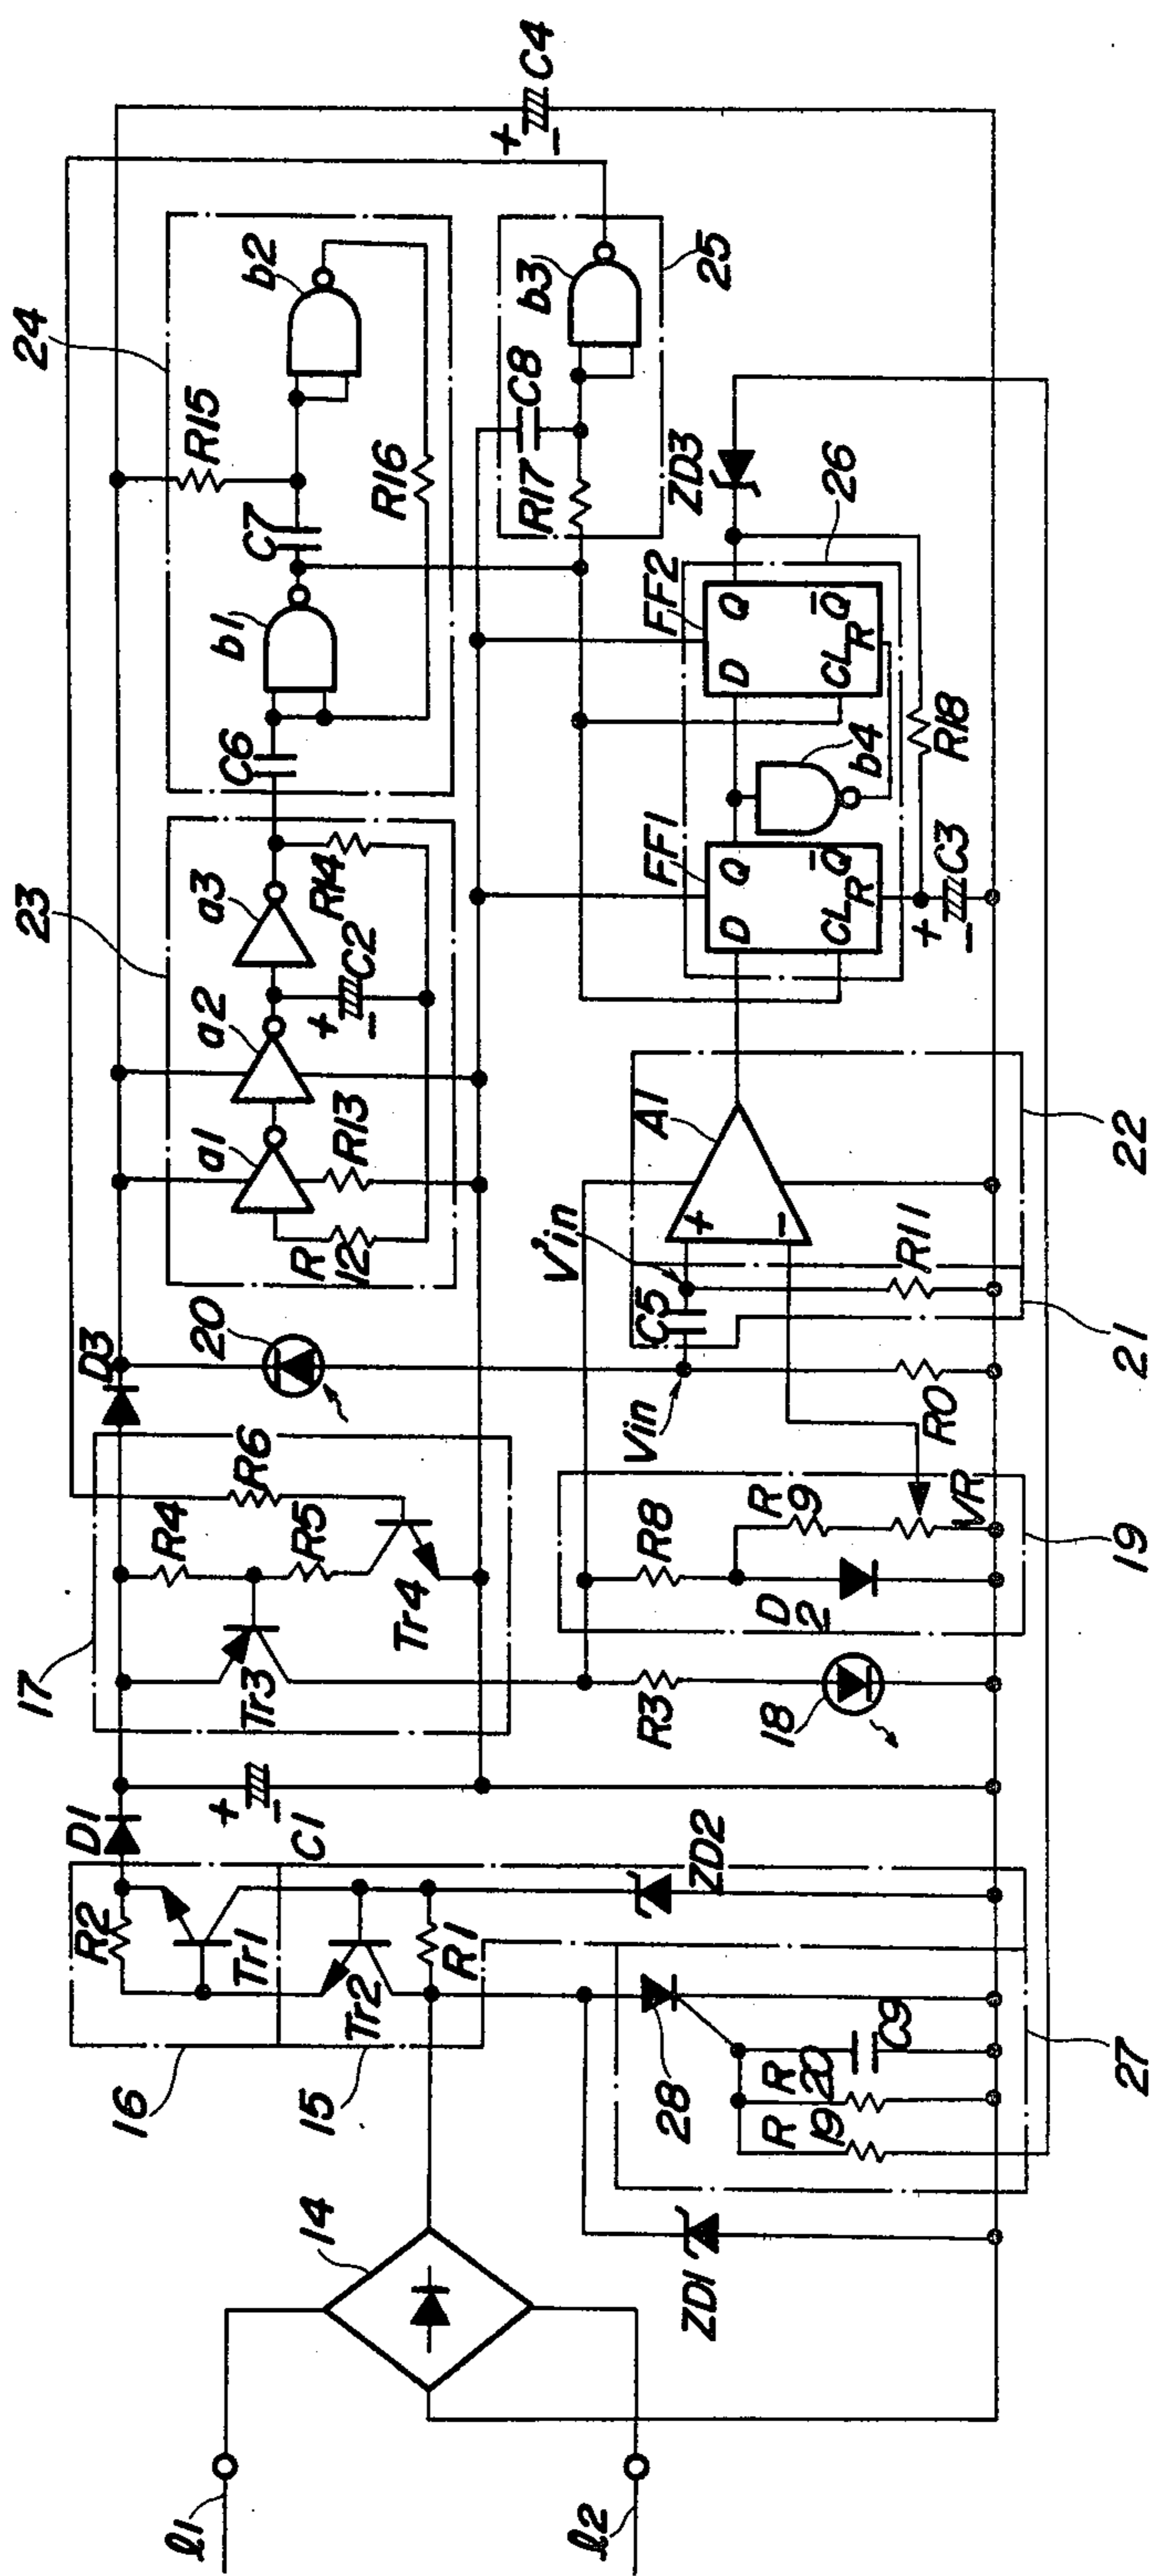 l1
l2
14
16
15
R2
Tr1
Tr2
R1
D1
+
C1
-
ZD1
ZD2
28
R
19
R
20
C9
27
17
Tr3
R4
R5
R6
Tr4
D3
R3
18
R8
D
2
R
9
VR
19
20
Vin
R0
C5
V'in
R11
21
22
A1
+
-
23
a1
a2
a3
R
12
R13
+
C2
-
R14
24
C6
b1
C7
R15
b2
R16
R17
C8
b3
25
+
C4
-
FF1
D
Q
CL
R
Q̅
b4
FF2
D
Q
CL
R
Q̅
+
C3
-
R18
26
ZD3